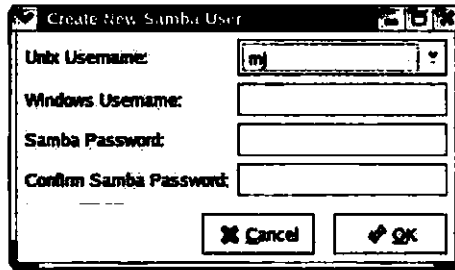 Create New Samba User
Unix Username:
mj
Windows Username:
Samba Password:
Confirm Samba Password:
Cancel
OK